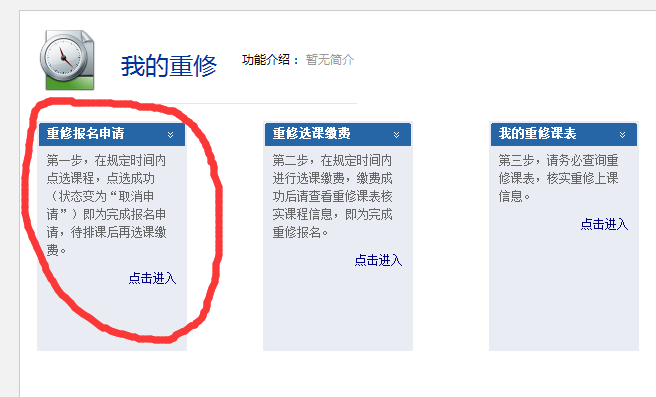 我的重修 功能介绍： 暂无简介
重修报名申请
第一步，在规定时间内
点选课程，点选成功
（状态变为“取消申
请”）即为完成报名申
请，待排课后再选课缴
费。
点击进入
重修选课缴费
第二步，在规定时间内
进行选课缴费，缴费成
功后请查看重修课表核
实课程信息，即为完成
重修报名。
点击进入
我的重修课表
第三步，请务必查询重
修课表，核实重修上课
信息。
点击进入